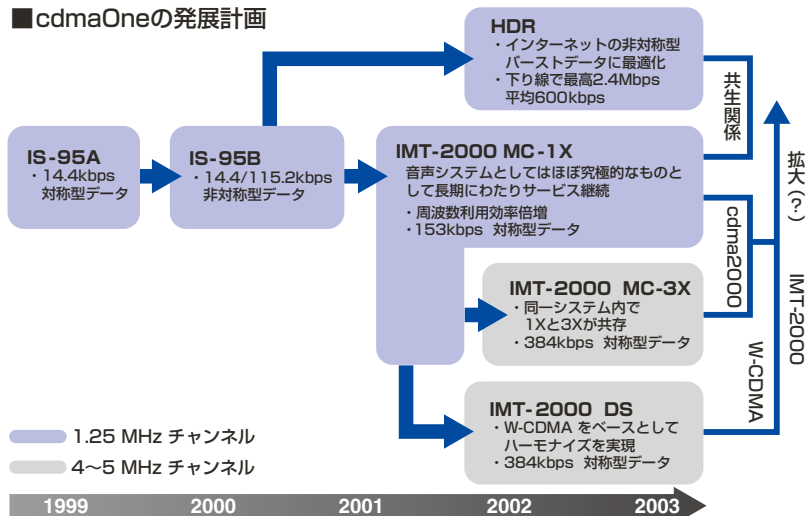 ■cdmaOneの発展計画
HDR
・インターネットの非対称型
バーストデータに最適化
・下り線で最高2.4Mbps
平均600kbps
IS-95A
・14.4kbps
対称型データ
IS-95B
・14.4/115.2kbps
非対称型データ
IMT-2000 MC-1X
音声システムとしてはほぼ究極的なものと
して長期にわたりサービス継続
・周波数利用効率倍増
・153kbps 対称型データ
IMT-2000 MC-3X
・同一システム内で
1Xと3Xが共存
・384kbps 対称型データ
IMT-2000 DS
・W-CDMA をベースとして
ハーモナイズを実現
・384kbps 対称型データ
共生関係
cdma2000
W-CDMA
拡大(?)
IMT-2000
1.25 MHz チャンネル
4〜5 MHz チャンネル
1999 2000 2001 2002 2003